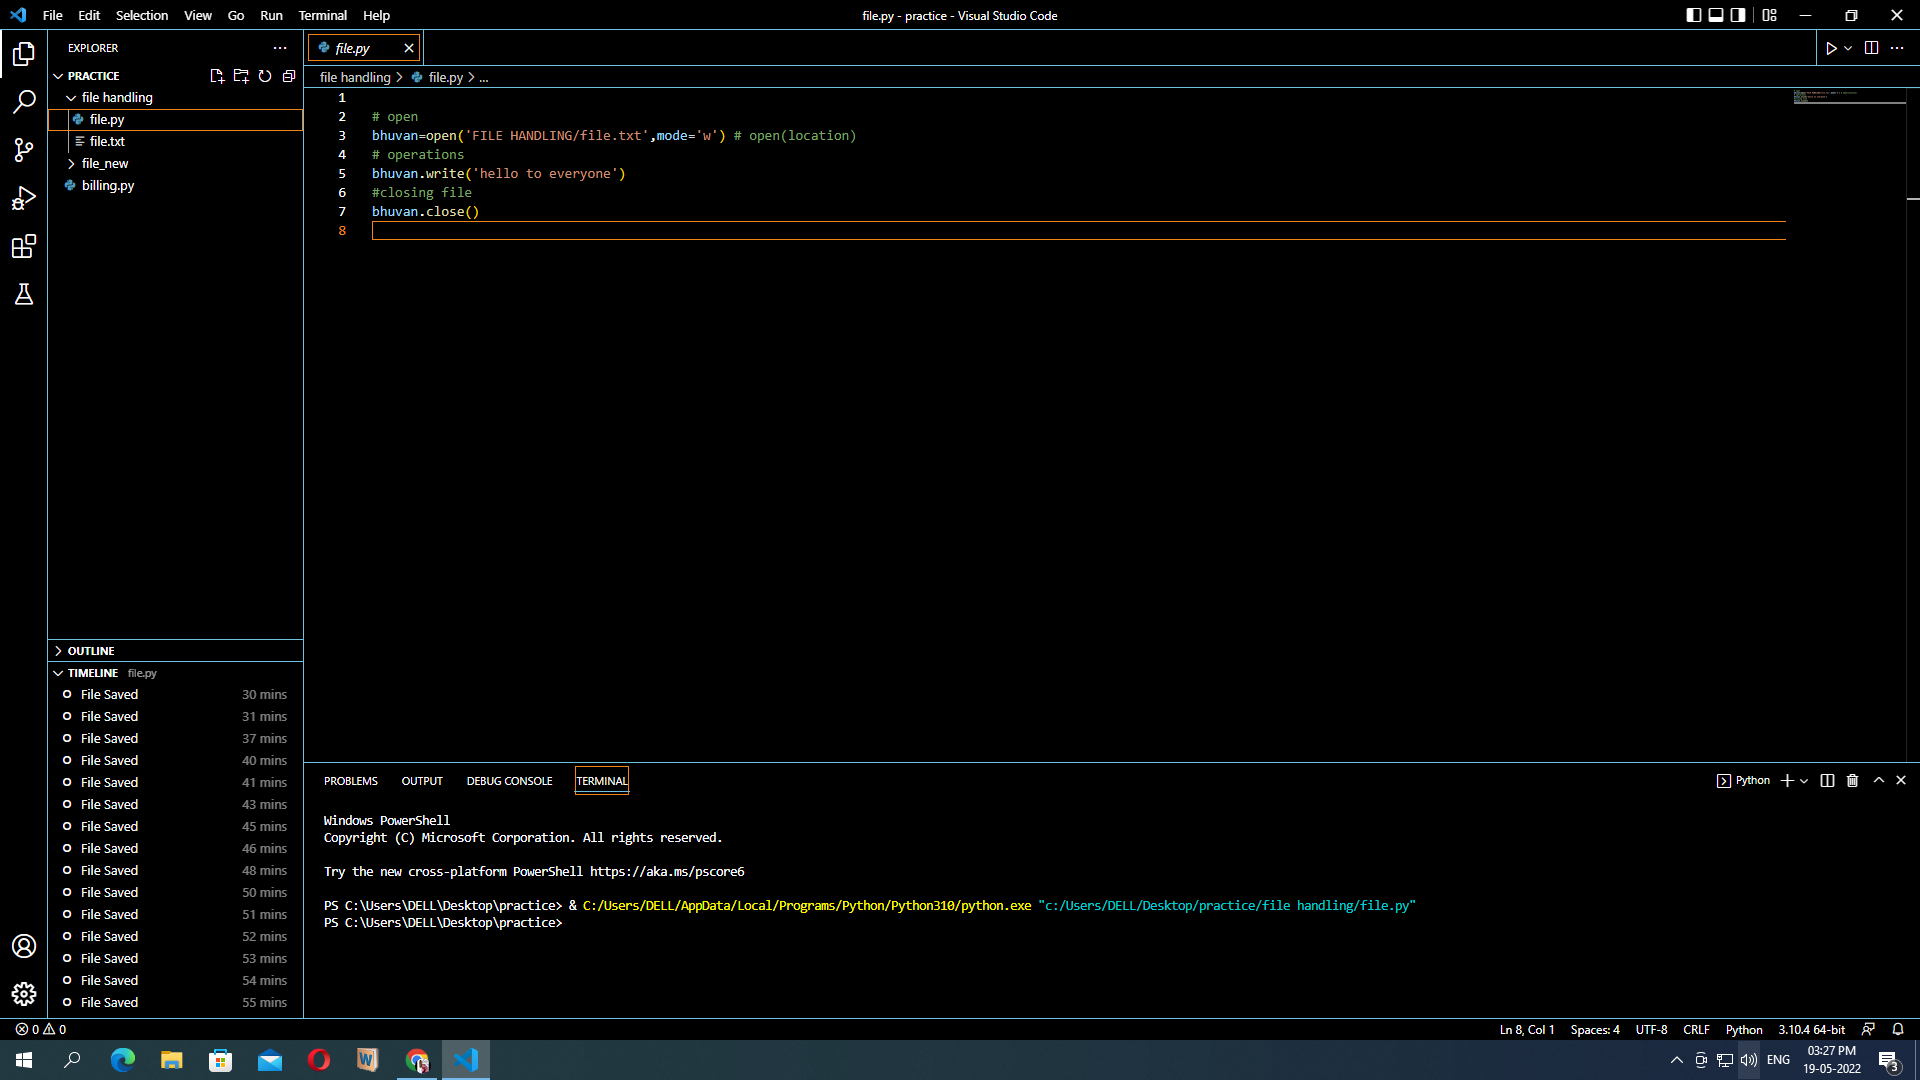 File Edit Selection View Go Run Terminal Help
file.py - practice - Visual Studio Code
EXPLORER
PRACTICE
file handling
file.py
file.txt
file_new
billing.py
OUTLINE
TIMELINE file.py
File Saved 30 mins
File Saved 31 mins
File Saved 37 mins
File Saved 40 mins
File Saved 41 mins
File Saved 43 mins
File Saved 45 mins
File Saved 46 mins
File Saved 48 mins
File Saved 50 mins
File Saved 51 mins
File Saved 52 mins
File Saved 53 mins
File Saved 54 mins
File Saved 55 mins
file.py
file handling > file.py > ...
1
2 # open
3 bhuvan=open('FILE HANDLING/file.txt',mode='w') # open(location)
4 # operations
5 bhuvan.write('hello to everyone')
6 #closing file
7 bhuvan.close()
8
PROBLEMS OUTPUT DEBUG CONSOLE TERMINAL
Python
Windows PowerShell
Copyright (C) Microsoft Corporation. All rights reserved.
Try the new cross-platform PowerShell https://aka.ms/pscore6
PS C:\Users\DELL\Desktop\practice> & C:/Users/DELL/AppData/Local/Programs/Python/Python310/python.exe "c:/Users/DELL/Desktop/practice/file handling/file.py"
PS C:\Users\DELL\Desktop\practice>
0 0
Ln 8, Col 1 Spaces: 4 UTF-8 CRLF Python 3.10.4 64-bit
W
ENG
03:27 PM
19-05-2022
3